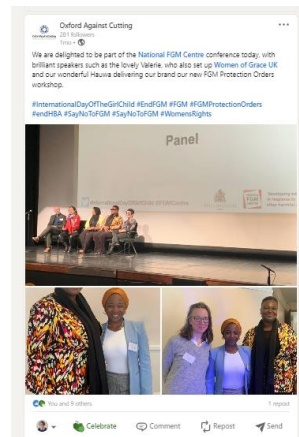 Oxford Against Cutting
281 followers
1mo •
We are delighted to be part of the National FGM Centre conference today, with
brilliant speakers such as the lovely Valerie, who also set up Women of Grace UK
and our wonderful Hauwa delivering our brand our new FGM Protection Orders
workshop.
#InternationalDayOfTheGirlChild #EndFGM #FGM #FGMProtectionOrders
#endHBA #SayNoToFGM #SayNoToFGM #WomensRights
Panel
FGM
You and 9 others
1 repost
Celebrate
Comment
Repost
Send